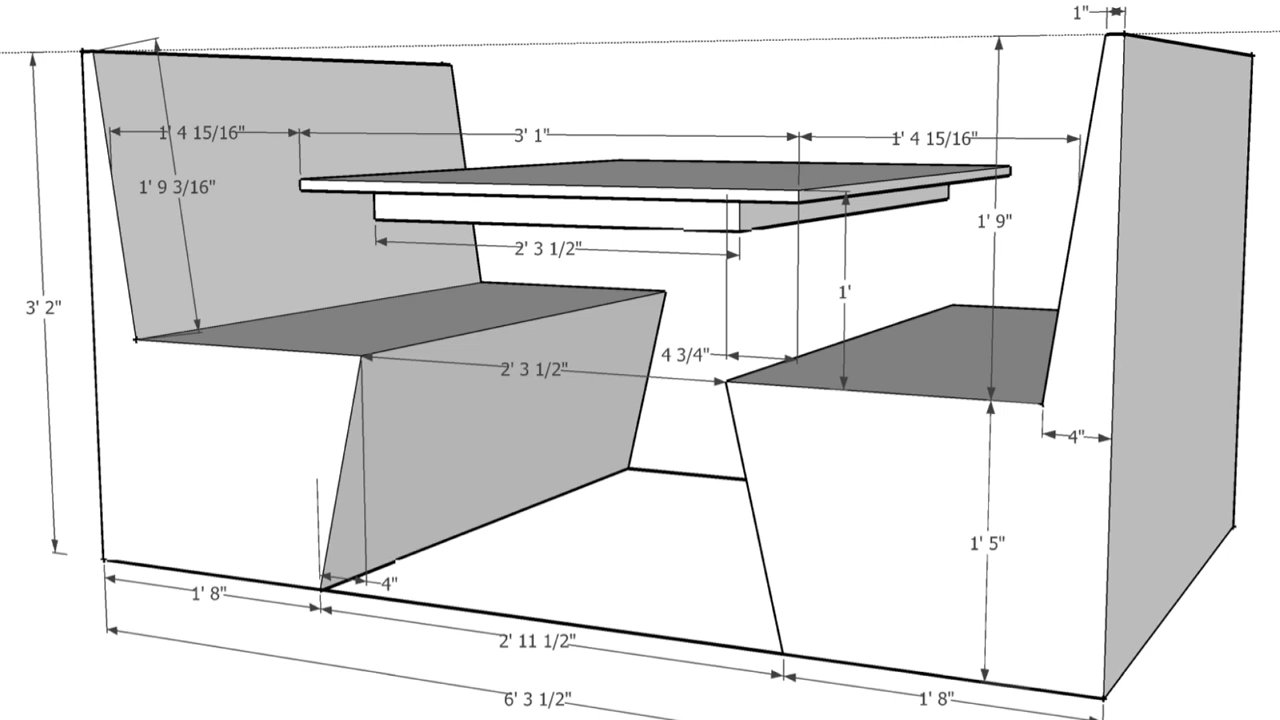 1"
1' 4 15/16"
3' 1"
1' 4 15/16"
1' 9 3/16"
1' 9"
2' 3 1/2"
1'
3' 2"
4 3/4"
2' 3 1/2"
4"
1' 5"
4"
1' 8"
2' 11 1/2"
6' 3 1/2"
1' 8"